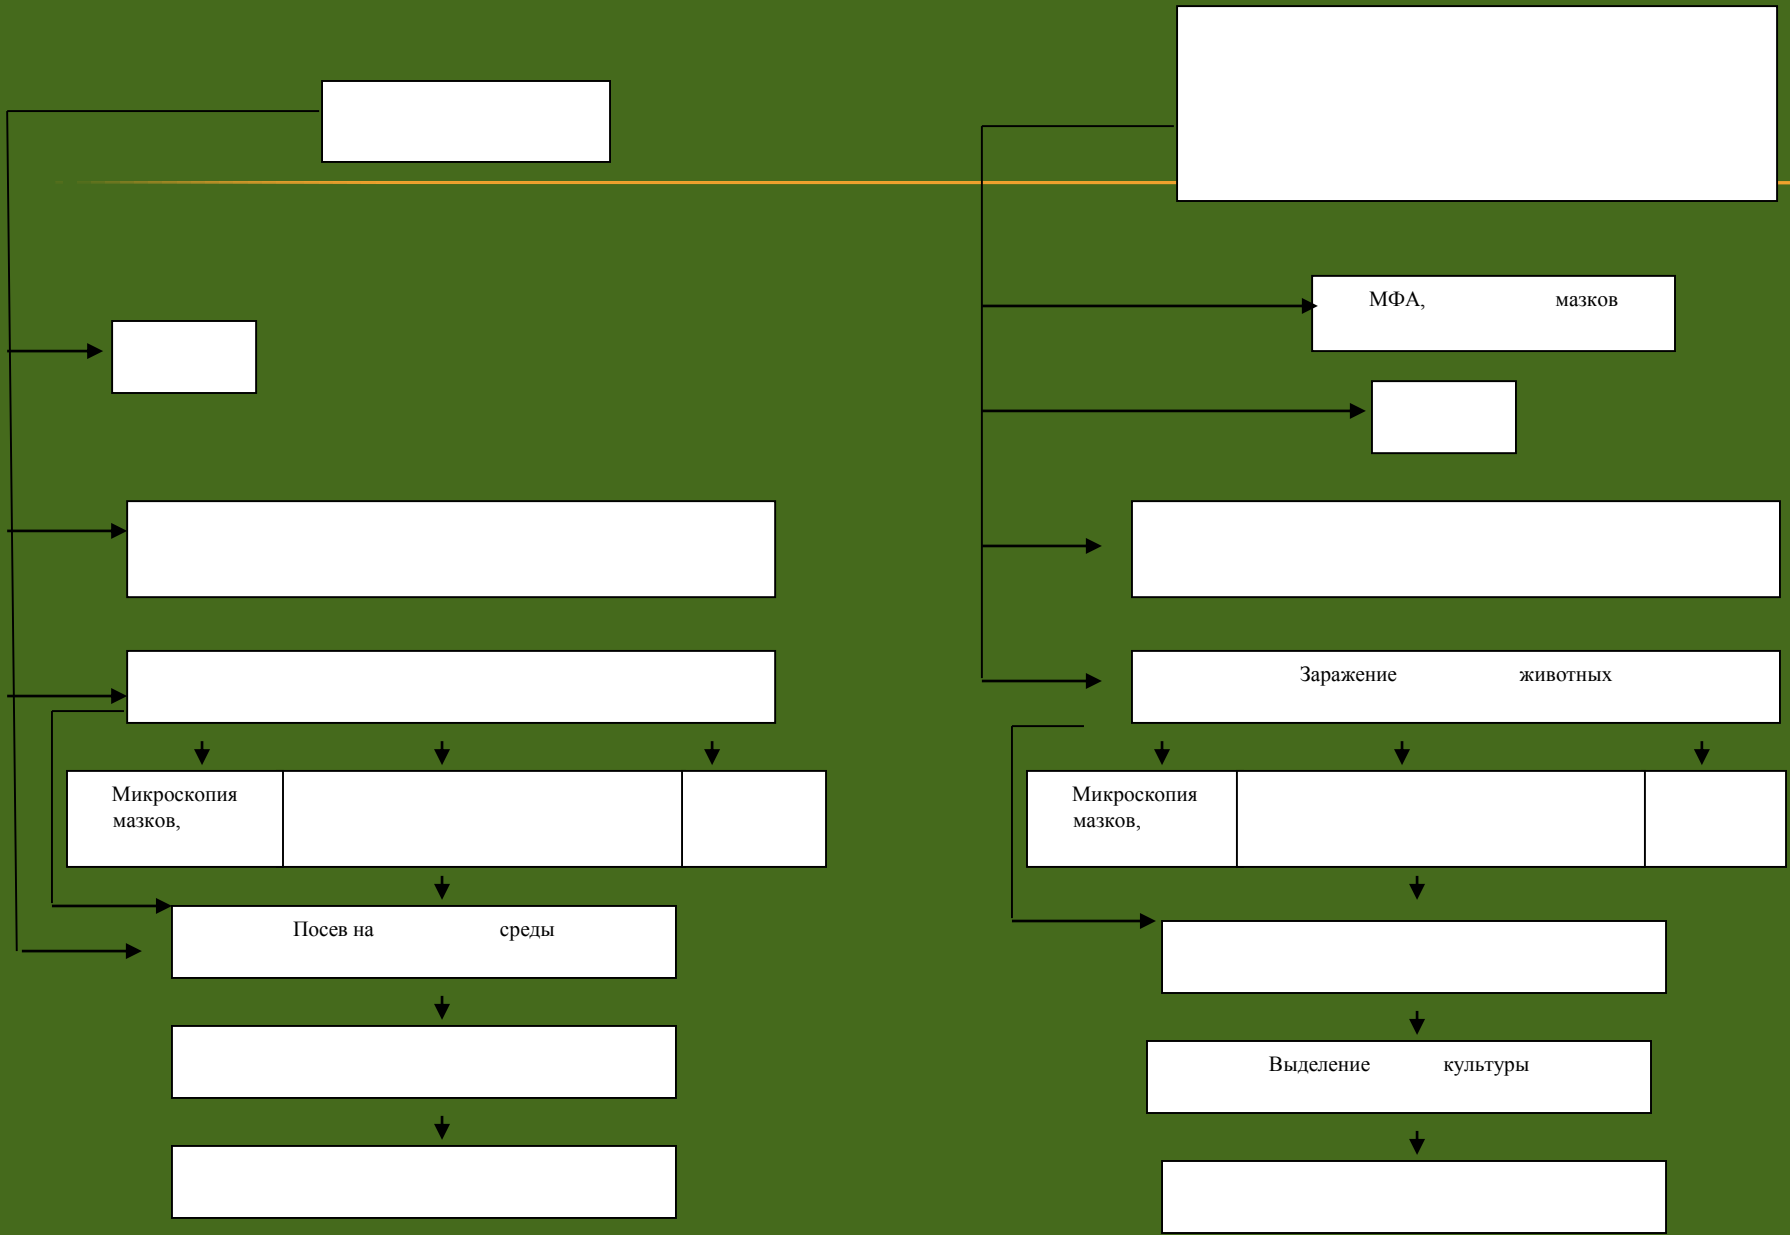 МФА, мазков
Заражение животных
Микроскопия
мазков,
Микроскопия
мазков,
Посев на среды
Выделение культуры